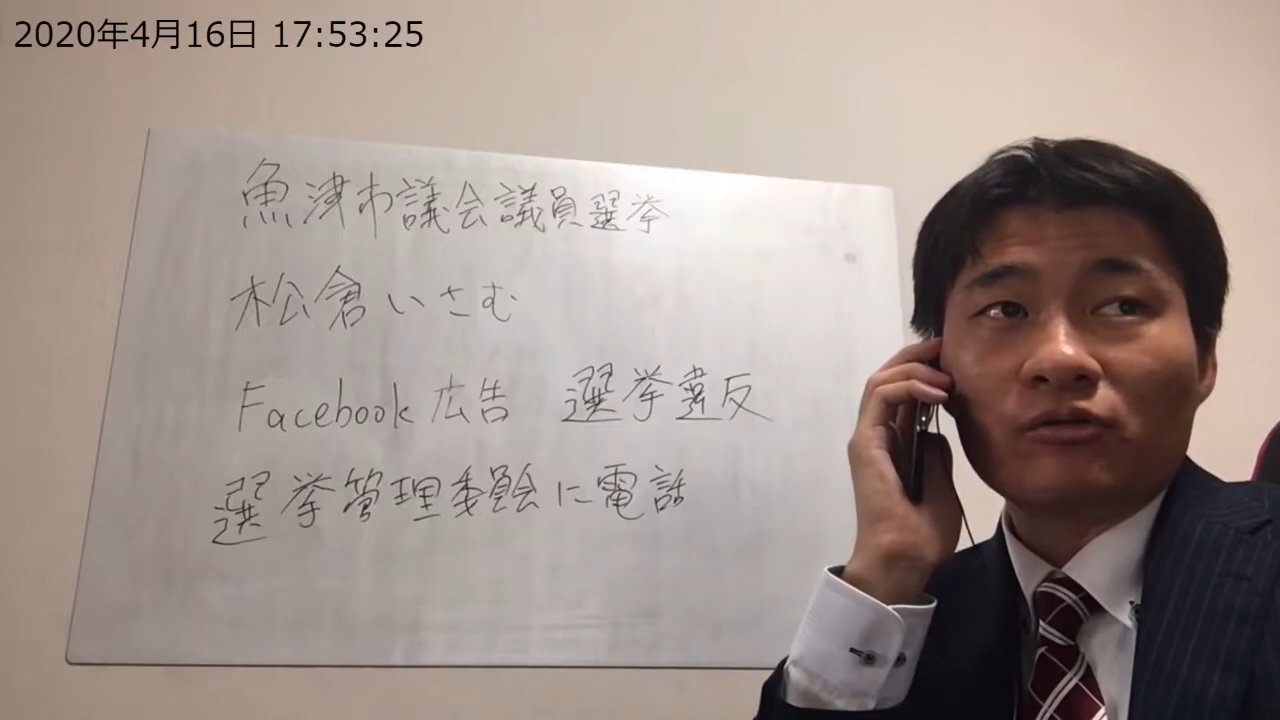 2020年4月16日 17:53:25
魚津市議会議員選挙
松倉いさむ
Facebook広告 選挙違反
選挙管理委員会に電話